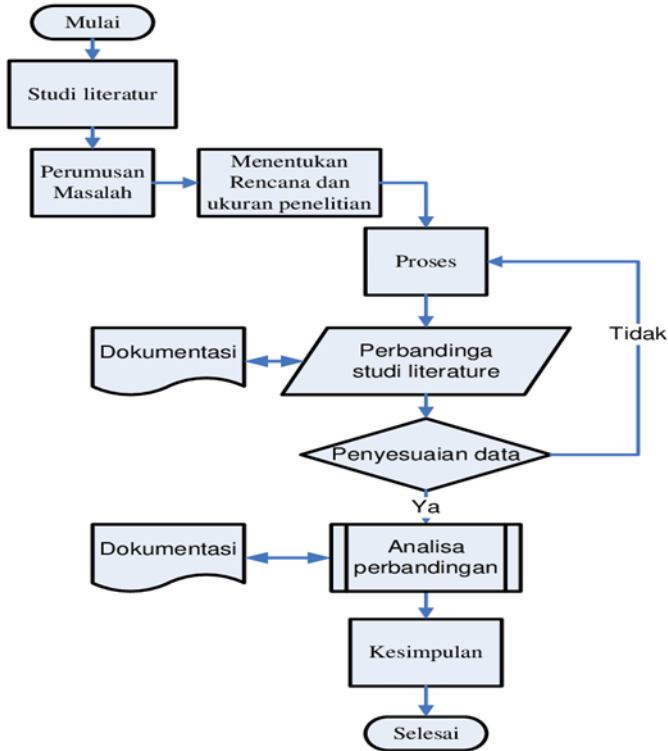 Mulai
Studi literatur
Perumusan
Masalah
Menentukan
Rencana dan
ukuran penelitian
Proses
Tidak
Dokumentasi
Perbandinga
studi literature
Penyesuaian data
Ya
Dokumentasi
Analisa
perbandingan
Kesimpulan
Selesai